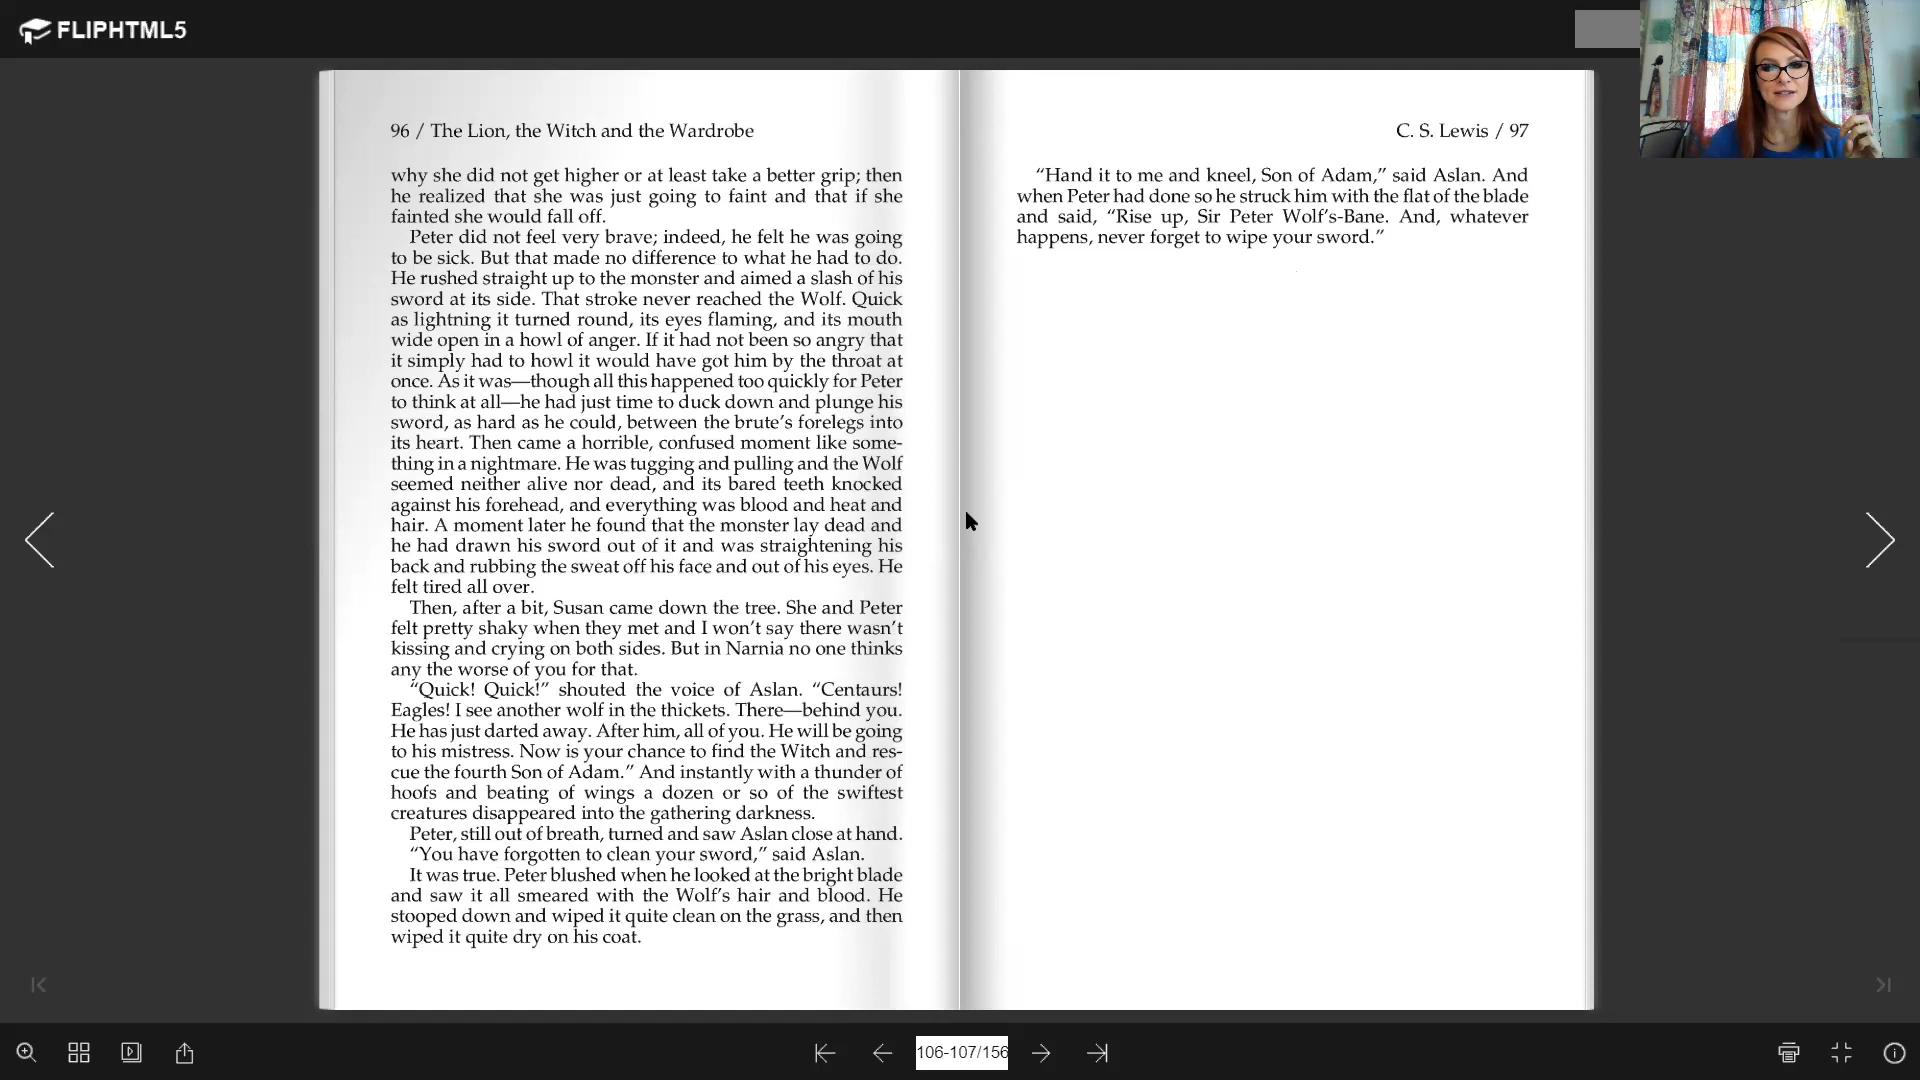 FLIPHTML5
96 / The Lion, the Witch and the Wardrobe
why she did not get higher or at least take a better grip; then
he realized that she was just going to faint and that if she
fainted she would fall off.
Peter did not feel very brave; indeed, he felt he was going
to be sick. But that made no difference to what he had to do.
He rushed straight up to the monster and aimed a slash of his
sword at its side. That stroke never reached the Wolf. Quick
as lightning it turned round, its eyes flaming, and its mouth
wide open in a howl of anger. If it had not been so angry that
it simply had to howl it would have got him by the throat at
once. As it was—though all this happened too quickly for Peter
to think at all—he had just time to duck down and plunge his
sword, as hard as he could, between the brute’s forelegs into
its heart. Then came a horrible, confused moment like some-
thing in a nightmare. He was tugging and pulling and the Wolf
seemed neither alive nor dead, and its bared teeth knocked
against his forehead, and everything was blood and heat and
hair. A moment later he found that the monster lay dead and
he had drawn his sword out of it and was straightening his
back and rubbing the sweat off his face and out of his eyes. He
felt tired all over.
Then, after a bit, Susan came down the tree. She and Peter
felt pretty shaky when they met and I won’t say there wasn’t
kissing and crying on both sides. But in Narnia no one thinks
any the worse of you for that.
“Quick! Quick!” shouted the voice of Aslan. “Centaurs!
Eagles! I see another wolf in the thickets. There—behind you.
He has just darted away. After him, all of you. He will be going
to his mistress. Now is your chance to find the Witch and res-
cue the fourth Son of Adam.” And instantly with a thunder of
hoofs and beating of wings a dozen or so of the swiftest
creatures disappeared into the gathering darkness.
Peter, still out of breath, turned and saw Aslan close at hand.
“You have forgotten to clean your sword,” said Aslan.
It was true. Peter blushed when he looked at the bright blade
and saw it all smeared with the Wolf’s hair and blood. He
stooped down and wiped it quite clean on the grass, and then
wiped it quite dry on his coat.
C. S. Lewis / 97
“Hand it to me and kneel, Son of Adam,” said Aslan. And
when Peter had done so he struck him with the flat of the blade
and said, “Rise up, Sir Peter Wolf’s-Bane. And, whatever
happens, never forget to wipe your sword.”
106-107/156